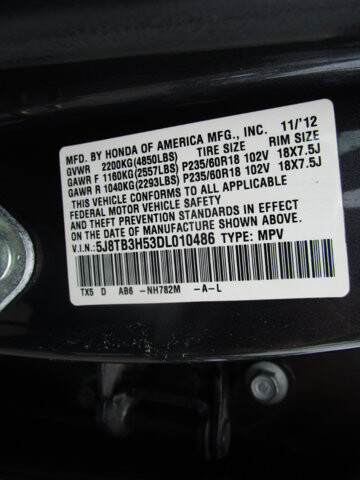 MFD. BY HONDA OF AMERICA MFG., INC. 11/'12
GVWR 2200KG(4850LBS) TIRE SIZE RIM SIZE
GAWR F 1160KG(2557LBS) P235/60R18 102V 18X7.5J
GAWR R 1040KG(2293LBS) P235/60R18 102V 18X7.5J
THIS VEHICLE CONFORMS TO ALL APPLICABLE
FEDERAL MOTOR VEHICLE SAFETY AND THEFT
PREVENTION STANDARDS IN EFFECT ON THE
DATE OF MANUFACTURE SHOWN ABOVE.
V.I.N.:5J8TB3H53DL010486 TYPE: MPV
TX5 D AB6 -NH782M -A-L